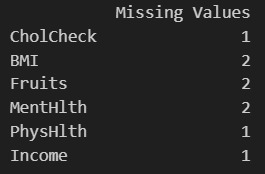 Missing Values
CholCheck 1
BMI 2
Fruits 2
MentHlth 2
PhysHlth 1
Income 1